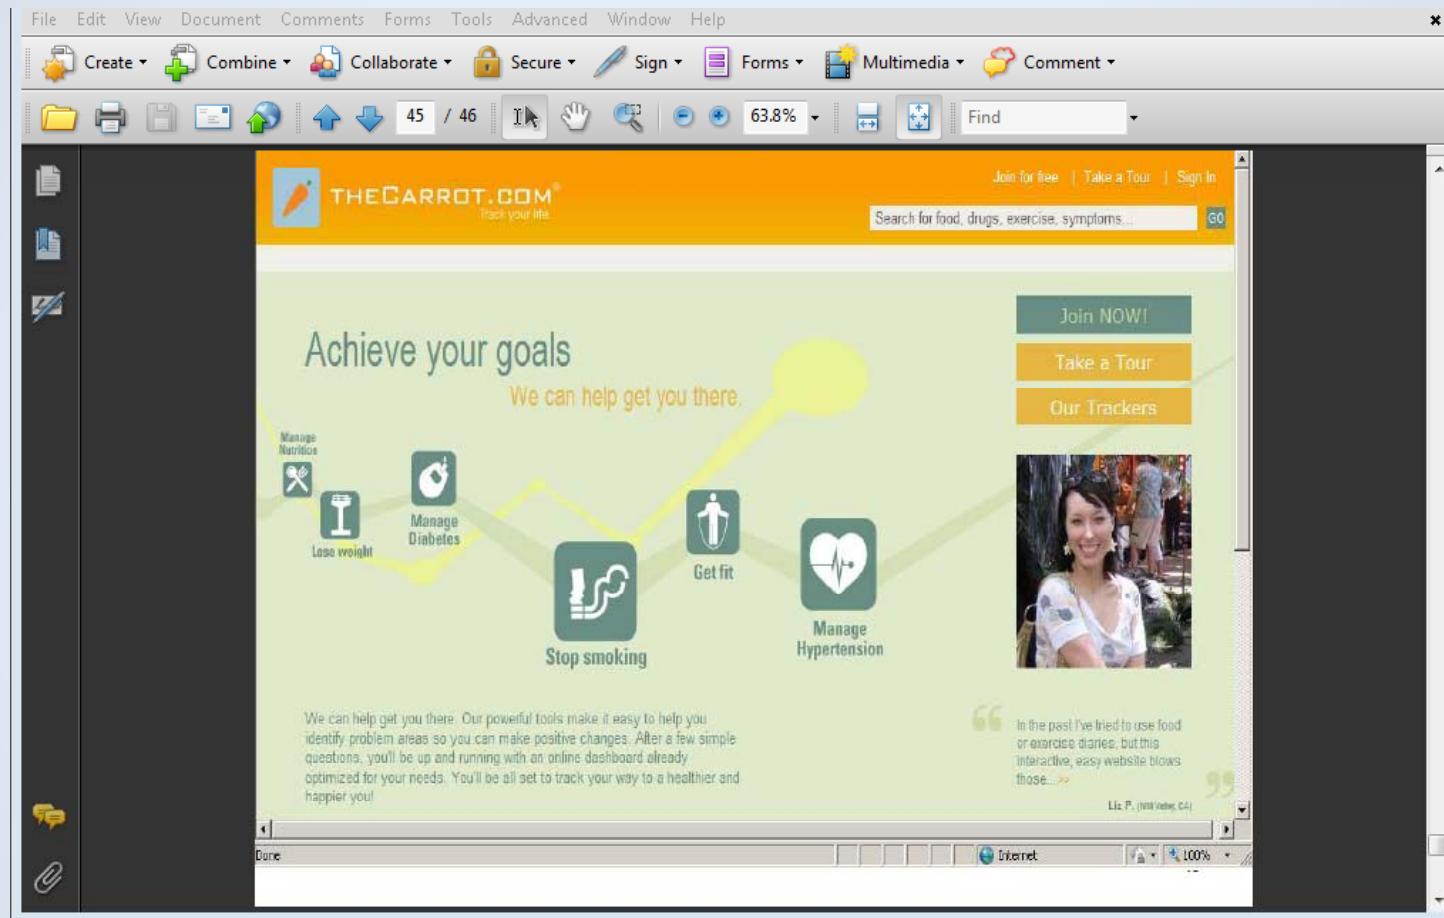 File Edit View Document Comments Forms Tools Advanced Window Help
Create Combine Collaborate Secure Sign Forms Multimedia Comment
45 / 46 63.8% Find
THECARROT.COM®
Track your life.
Join for free | Take a Tour | Sign In
Search for food, drugs, exercise, symptoms... GO
Join NOW!
Take a Tour
Our Trackers
Achieve your goals
We can help get you there.
Manage
Nutrition
Lose weight
Manage
Diabetes
Stop smoking
Get fit
Manage
Hypertension
We can help get you there. Our powerful tools make it easy to help you
identify problem areas so you can make positive changes. After a few simple
questions, you'll be up and running with an online dashboard already
optimized for your needs. You'll be all set to track your way to a healthier and
happier you!
“ In the past I've tried to use food
or exercise diaries, but this
interactive, easy website blows
those... >> ”
Liz P. (Mill Valley, CA)
Done Internet 100%